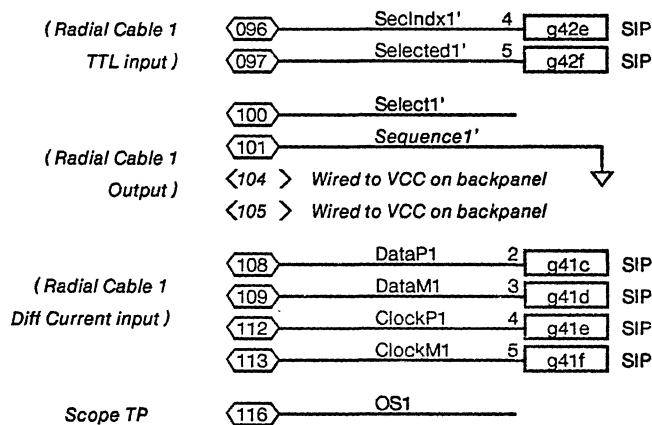 ( Radial Cable 1 096 SecIndx1' 4 g42e SIP
TTL input ) 097 Selected1' 5 g42f SIP
100 Select1'
101 Sequence1'
( Radial Cable 1
Output ) <104 > Wired to VCC on backpanel
<105 > Wired to VCC on backpanel
108 DataP1 2 g41c SIP
( Radial Cable 1 109 DataM1 3 g41d SIP
Diff Current input ) 112 ClockP1 4 g41e SIP
113 ClockM1 5 g41f SIP
Scope TP 116 OS1